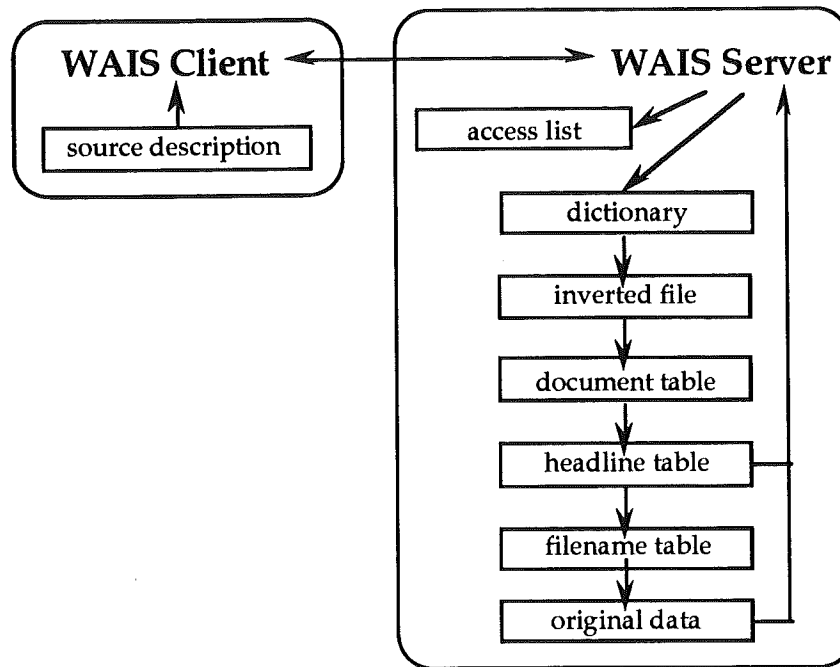 WAIS Client
source description
WAIS Server
access list
dictionary
inverted file
document table
headline table
filename table
original data